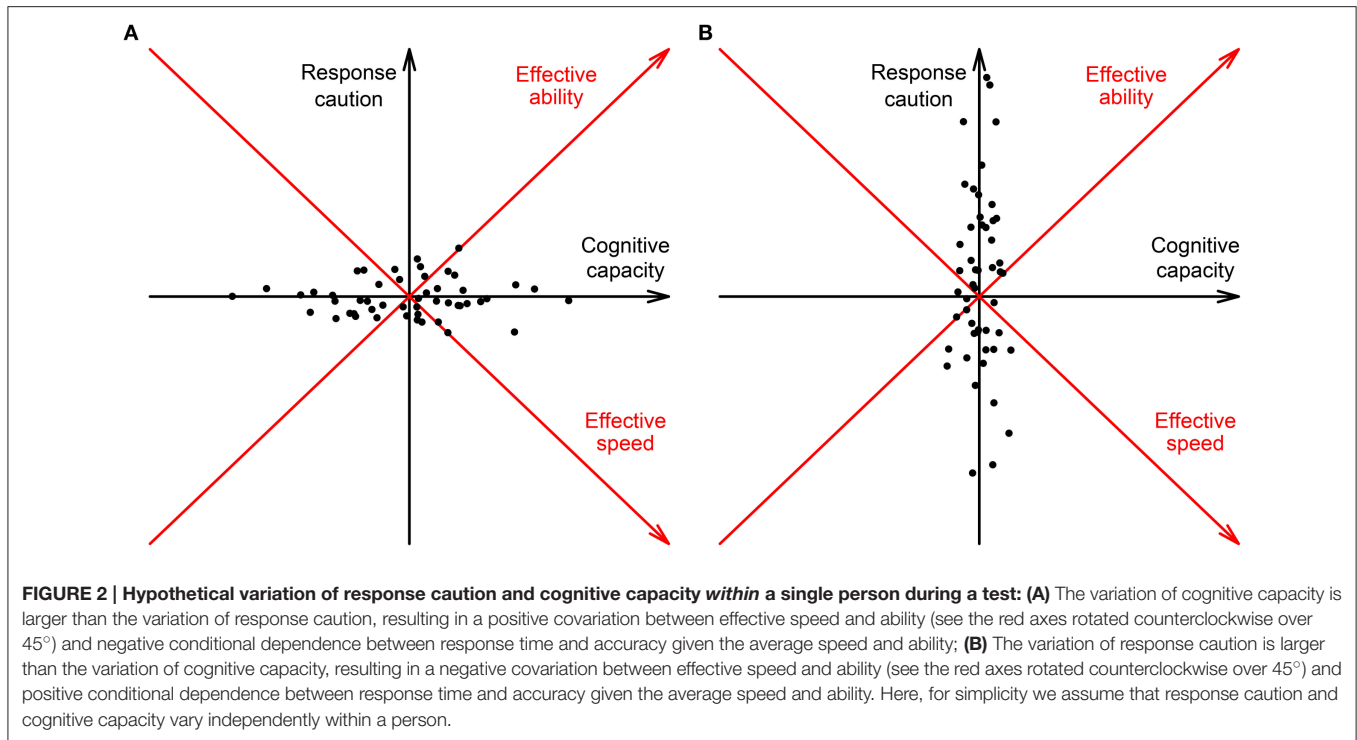 A
Response
caution
Effective
ability
Cognitive
capacity
Effective
speed
B
Response
caution
Effective
ability
Cognitive
capacity
Effective
speed
FIGURE 2 | Hypothetical variation of response caution and cognitive capacity within a single person during a test: (A) The variation of cognitive capacity is
larger than the variation of response caution, resulting in a positive covariation between effective speed and ability (see the red axes rotated counterclockwise over
45°) and negative conditional dependence between response time and accuracy given the average speed and ability; (B) The variation of response caution is larger
than the variation of cognitive capacity, resulting in a negative covariation between effective speed and ability (see the red axes rotated counterclockwise over 45°) and
positive conditional dependence between response time and accuracy given the average speed and ability. Here, for simplicity we assume that response caution and
cognitive capacity vary independently within a person.